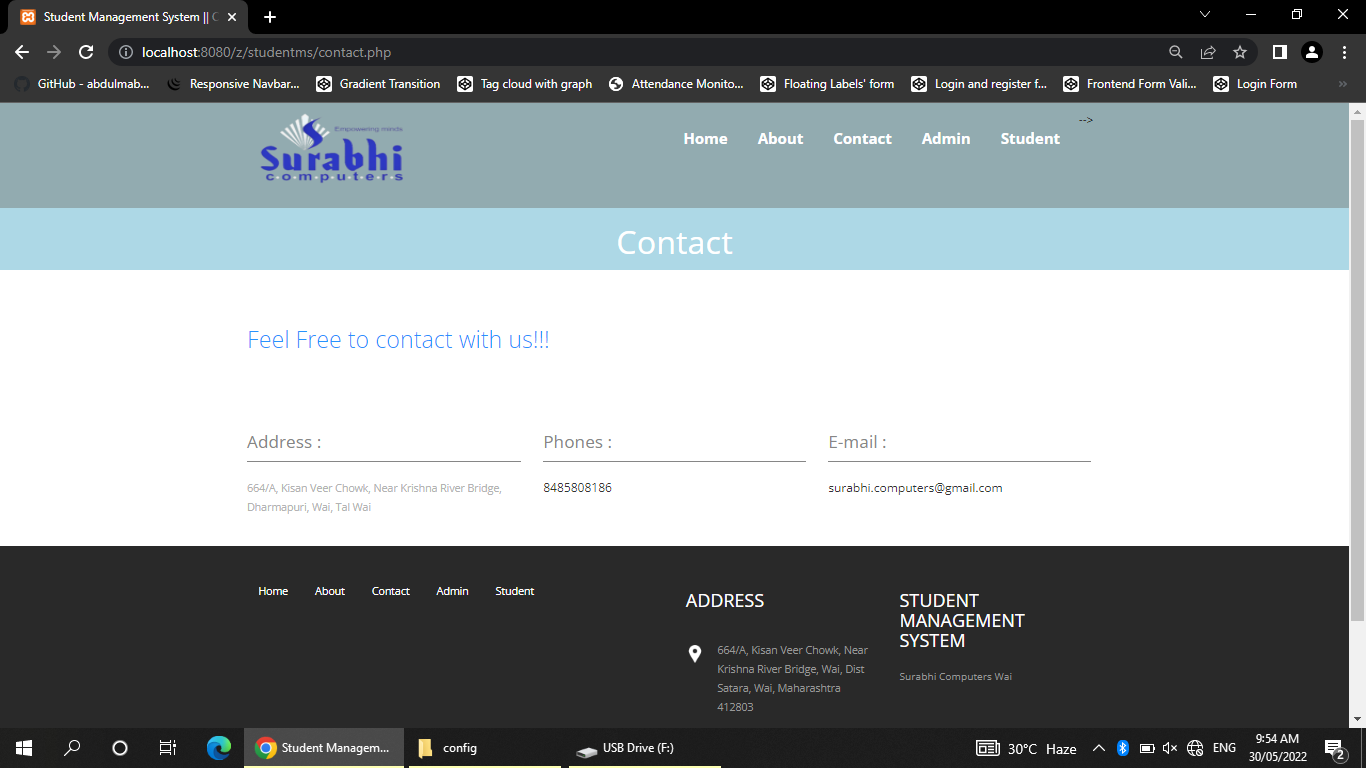 Student Management System || C
localhost:8080/z/studentms/contact.php
GitHub - abdulmab... Responsive Navbar... Gradient Transition Tag cloud with graph Attendance Monito... Floating Labels' form Login and register f... Frontend Form Vali... Login Form »
Empowering minds
Surabhi
computers
Home About Contact Admin Student -->
Contact
Feel Free to contact with us!!!
Address :
664/A, Kisan Veer Chowk, Near Krishna River Bridge,
Dharmapuri, Wai, Tal Wai
Phones :
8485808186
E-mail :
surabhi.computers@gmail.com
Home About Contact Admin Student
ADDRESS
664/A, Kisan Veer Chowk, Near
Krishna River Bridge, Wai, Dist
Satara, Wai, Maharashtra
412803
STUDENT
MANAGEMENT
SYSTEM
Surabhi Computers Wai
Student Managem... config USB Drive (F:) 30°C Haze ENG
9:54 AM
30/05/2022
2